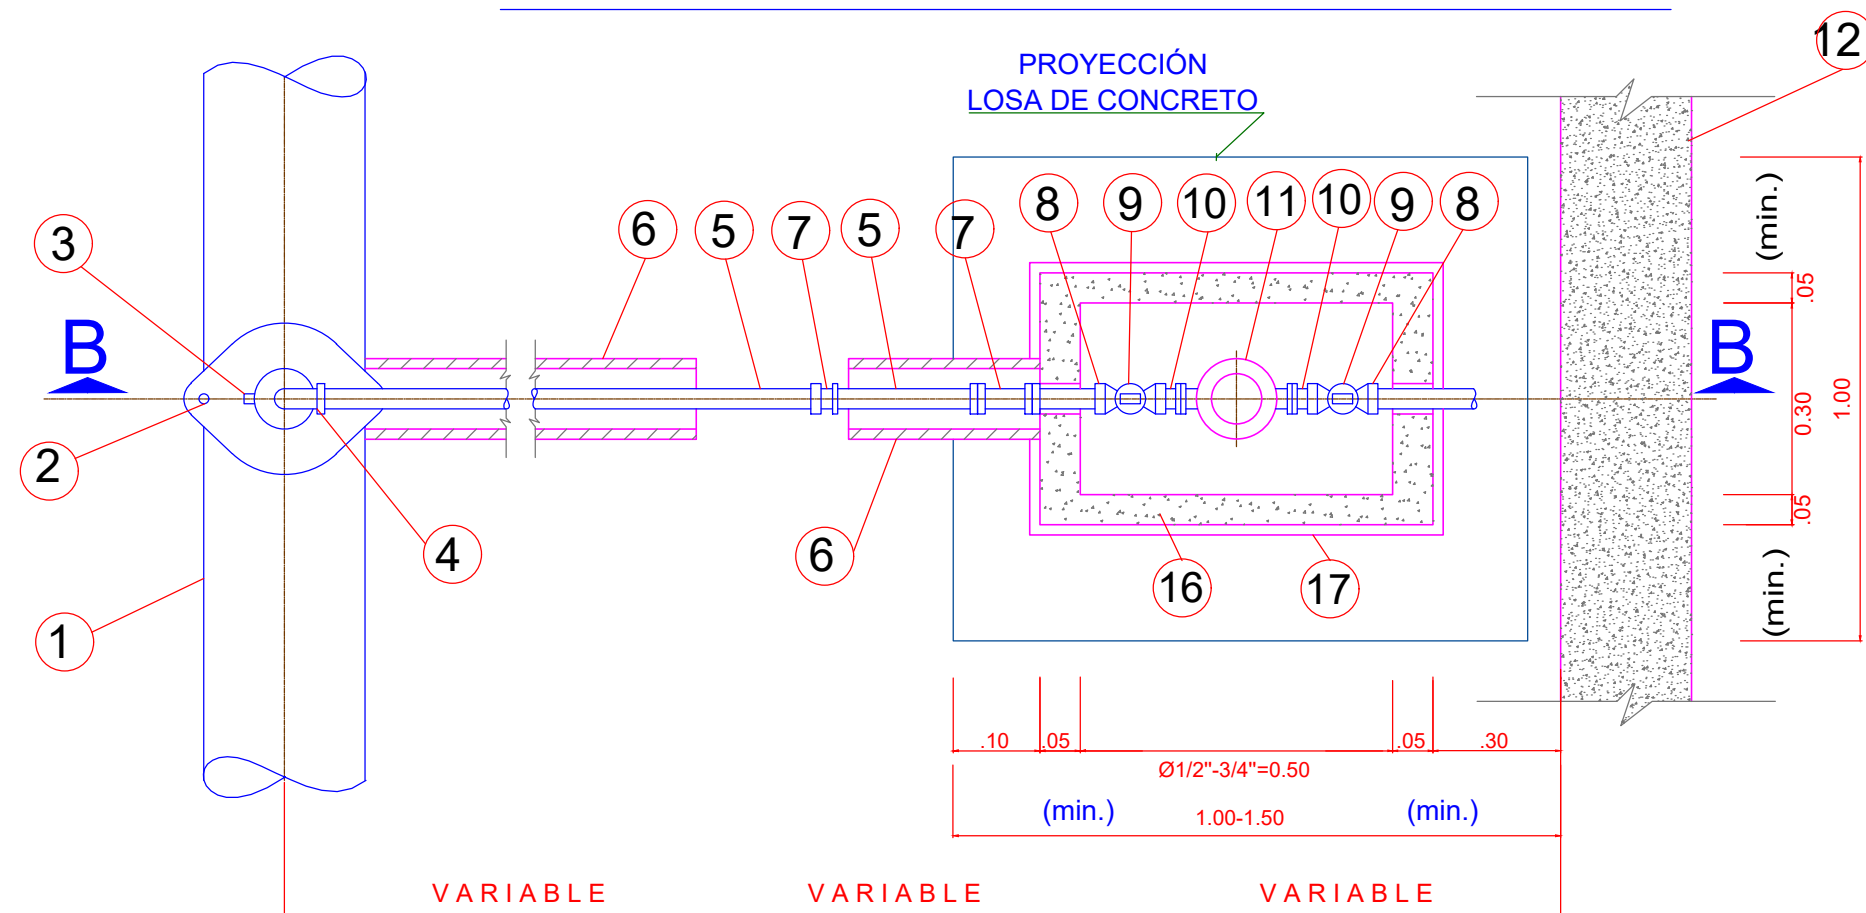 12
PROYECCIÓN
LOSA DE CONCRETO
8 9 10 11 10 9 8
3 6 5 7 5 7
(min.)
.05
B B
0.30 1.00
2
.05
4 6
16 17
(min.)
1
.10 .05 .05 .30
Ø1/2"-3/4"=0.50
(min.) 1.00-1.50 (min.)
VARIABLE VARIABLE VARIABLE